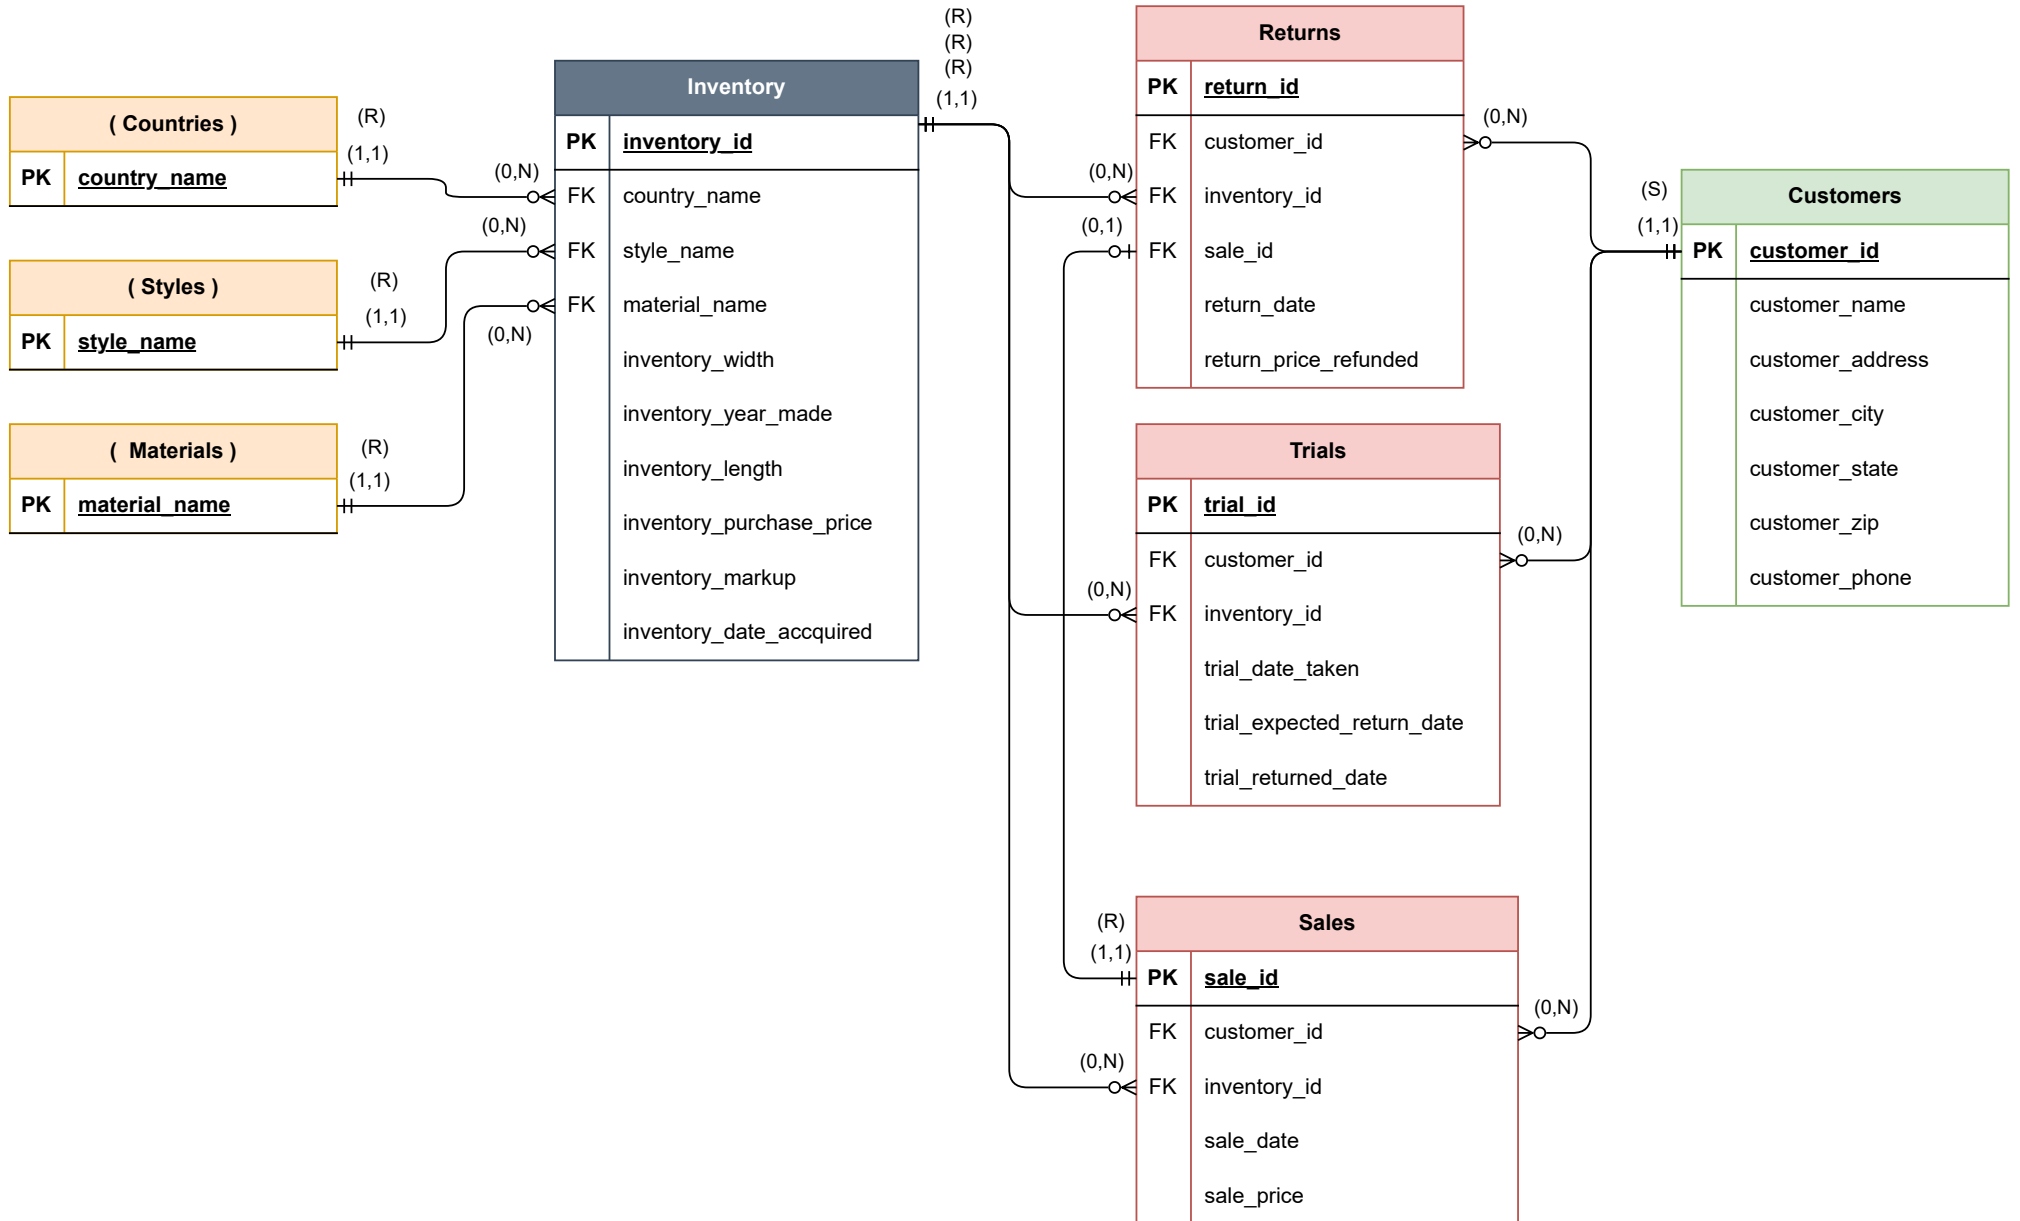 ( Countries )
PK country_name
(R)
(1,1)
(0,N)
( Styles )
PK style_name
(R)
(1,1)
(0,N)
( Materials )
PK material_name
(R)
(1,1)
(0,N)
Inventory
PK inventory_id
FK country_name
FK style_name
FK material_name
inventory_width
inventory_year_made
inventory_length
inventory_purchase_price
inventory_markup
inventory_date_accquired
(R)
(R)
(R)
(1,1)
Returns
PK return_id
FK customer_id
(0,N)
(0,N)
FK inventory_id
(0,1)
FK sale_id
return_date
return_price_refunded
Trials
PK trial_id
FK customer_id
(0,N)
(0,N)
FK inventory_id
trial_date_taken
trial_expected_return_date
trial_returned_date
Sales
(R)
(1,1)
PK sale_id
FK customer_id
(0,N)
(0,N)
FK inventory_id
sale_date
sale_price
(S)
(1,1)
Customers
PK customer_id
customer_name
customer_address
customer_city
customer_state
customer_zip
customer_phone